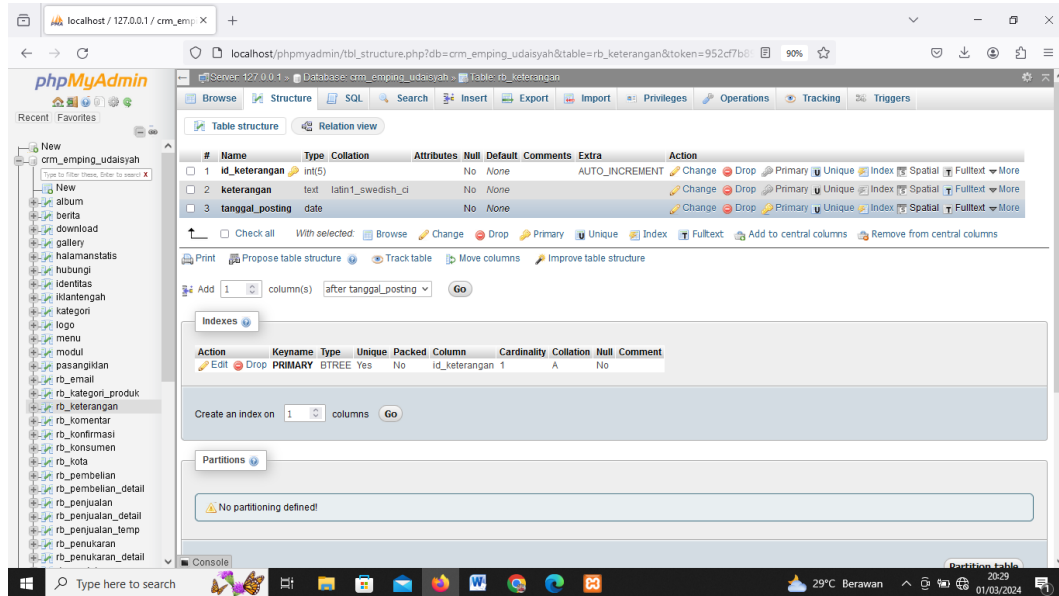 localhost / 127.0.0.1 / crm_emp
localhost/phpmyadmin/tbl_structure.php?db=crm_emping_udaisyah&table=rb_keterangan&token=952cf7b8
90%
phpMyAdmin
Recent Favorites
New
crm_emping_udaisyah
Type to filter these, Enter to search X
New
album
berita
download
gallery
halamanstatis
hubungi
identitas
iklantengah
kategori
logo
menu
modul
pasangiklan
rb_email
rb_kategori_produk
rb_keterangan
rb_komentar
rb_konfirmasi
rb_konsumen
rb_kota
rb_pembelian
rb_pembelian_detail
rb_penjualan
rb_penjualan_detail
rb_penjualan_temp
rb_penukaran
rb_penukaran_detail
Server: 127.0.0.1 » Database: crm_emping_udaisyah » Table: rb_keterangan
Browse Structure SQL Search Insert Export Import Privileges Operations Tracking Triggers
Table structure Relation view
# Name Type Collation Attributes Null Default Comments Extra Action
1 id_keterangan int(5) No None AUTO_INCREMENT Change Drop Primary Unique Index Spatial Fulltext More
2 keterangan text latin1_swedish_ci No None Change Drop Primary Unique Index Spatial Fulltext More
3 tanggal_posting date No None Change Drop Primary Unique Index Spatial Fulltext More
Check all With selected: Browse Change Drop Primary Unique Index Fulltext Add to central columns Remove from central columns
Print Propose table structure Track table Move columns Improve table structure
Add 1 column(s) after tanggal_posting Go
Indexes
Action Keyname Type Unique Packed Column Cardinality Collation Null Comment
Edit Drop PRIMARY BTREE Yes No id_keterangan 1 A No
Create an index on 1 columns Go
Partitions
No partitioning defined!
Partition table
Console
Type here to search
29°C Berawan
20:29
01/03/2024